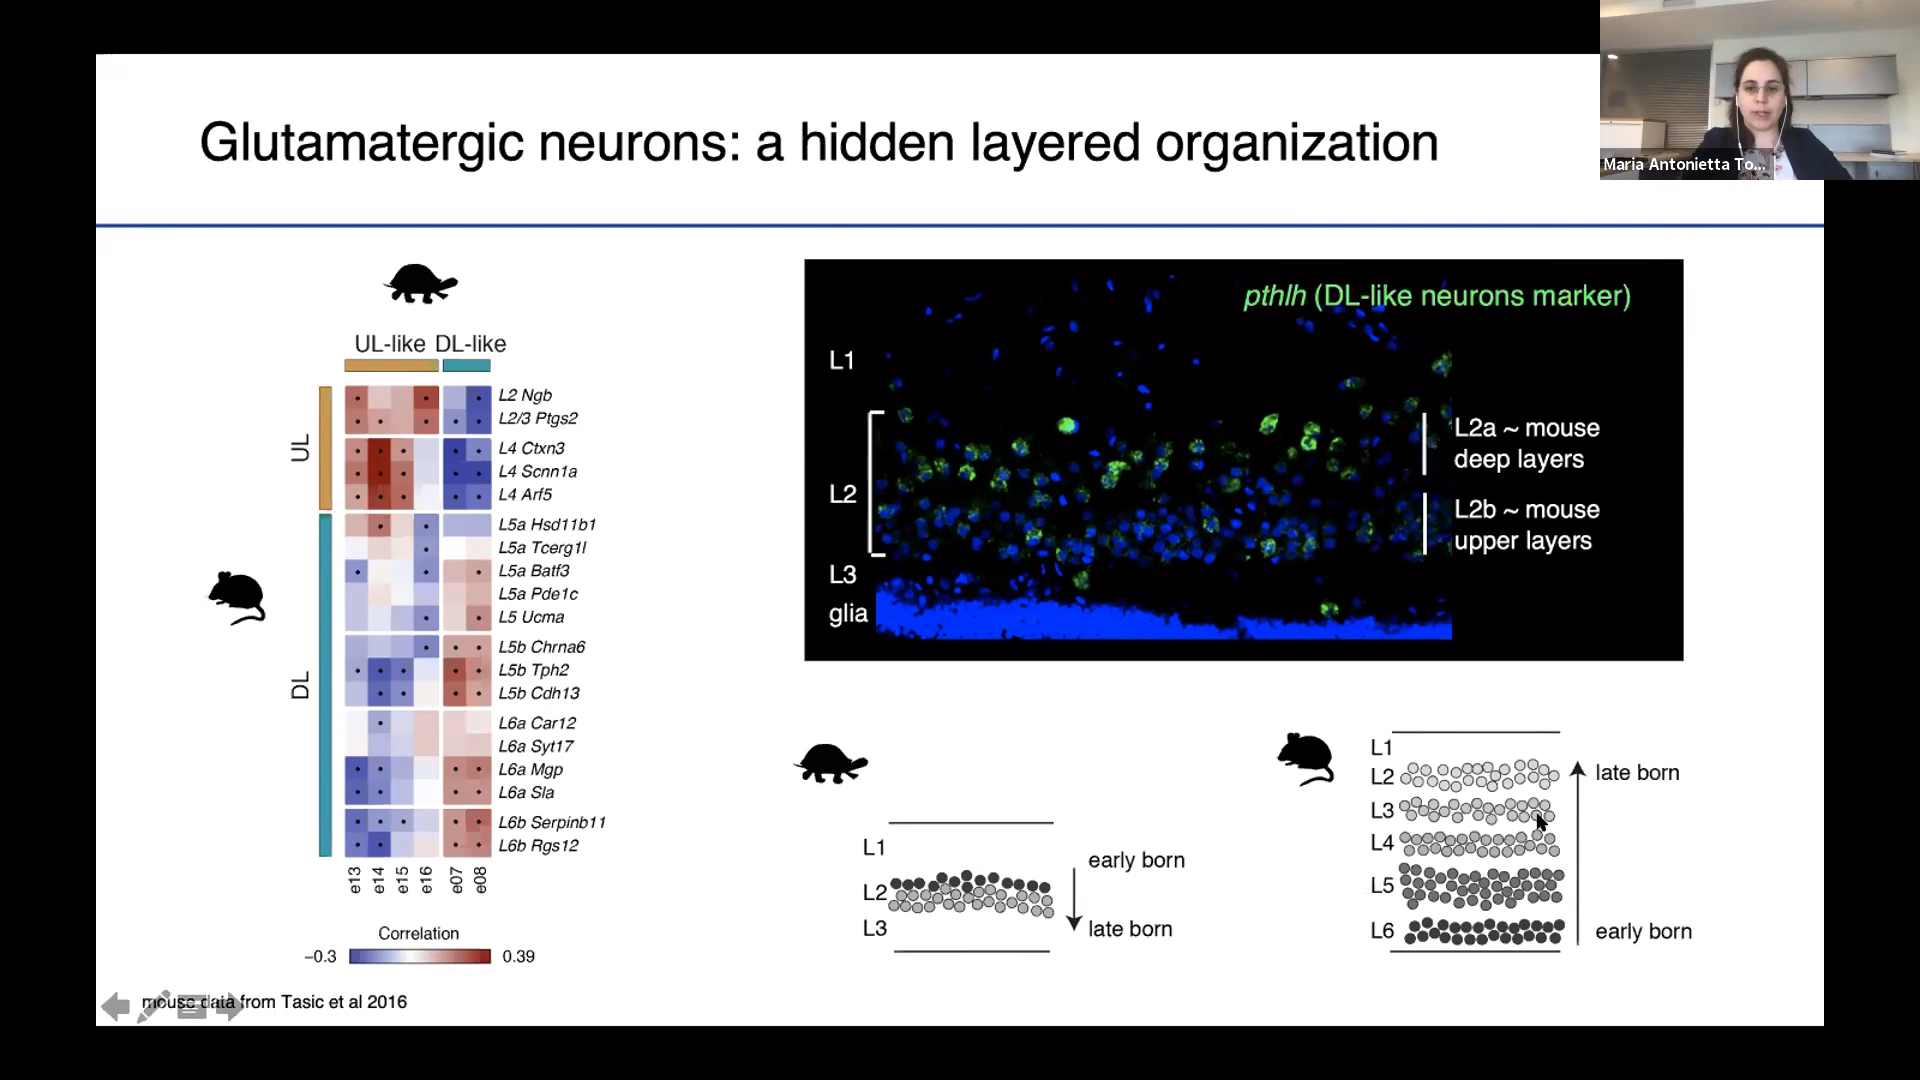 Maria Antonietta To...
Glutamatergic neurons: a hidden layered organization
UL-like DL-like
UL
DL
L2 Ngb
L2/3 Ptgs2
L4 Ctxn3
L4 Scnn1a
L4 Arf5
L5a Hsd11b1
L5a Tcerg1l
L5a Batf3
L5a Pde1c
L5 Ucma
L5b Chrna6
L5b Tph2
L5b Cdh13
L6a Car12
L6a Syt17
L6a Mgp
L6a Sla
L6b Serpinb11
L6b Rgs12
e13 e14 e15 e16 e07 e08
Correlation
−0.3 0.39
mouse data from Tasic et al 2016
pthlh (DL-like neurons marker)
L1
L2
L3
glia
L2a ~ mouse
deep layers
L2b ~ mouse
upper layers
L1
L2
L3
early born
late born
L1
L2
L3
L4
L5
L6
late born
early born